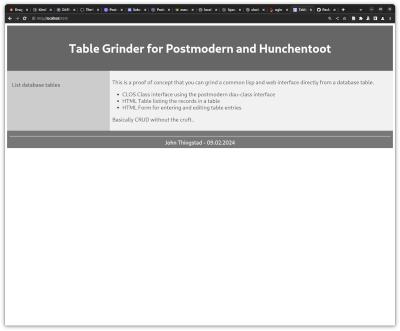 Table Grinder for Postmodern and Hunchentoot
List database tables
This is a proof of concept that you can grind a common lisp and web interface directly from a database table.
CLOS Class interface using the postmodern dao-class interface
HTML Table listing the records in a table
HTML Form for entering and editing table entries
Basically CRUD without the cruft..
John Thingstad - 09.02.2024